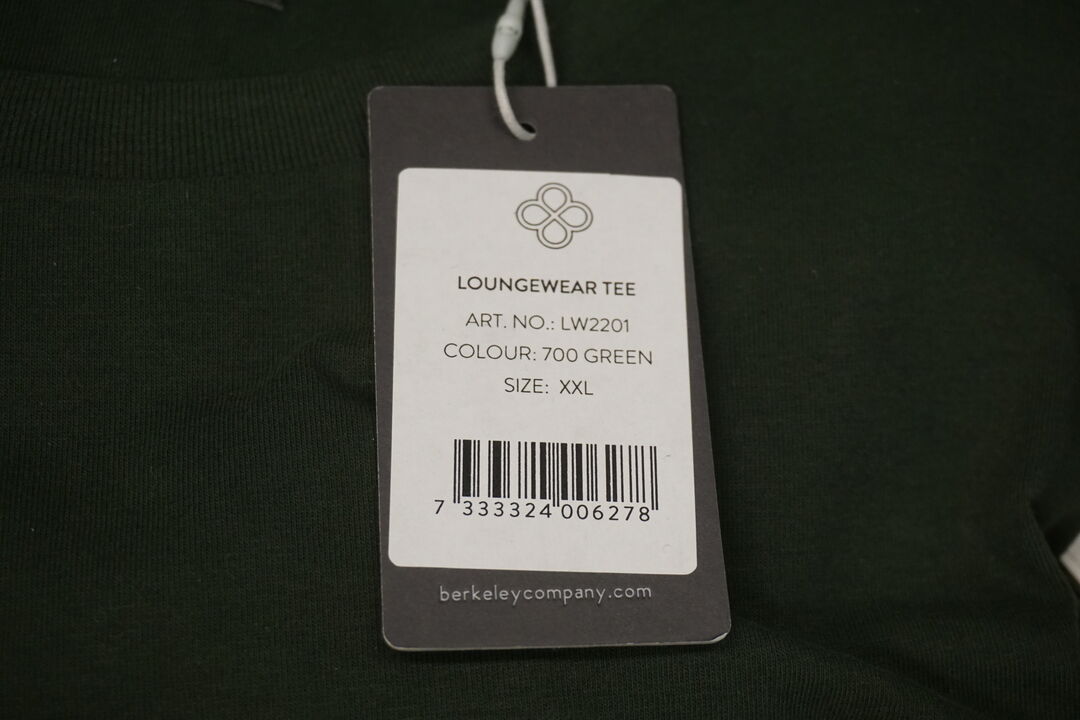 LOUNGEWEAR TEE
ART. NO.: LW2201
COLOUR: 700 GREEN
SIZE: XXL
7 333324 006278
berkeleycompany.com